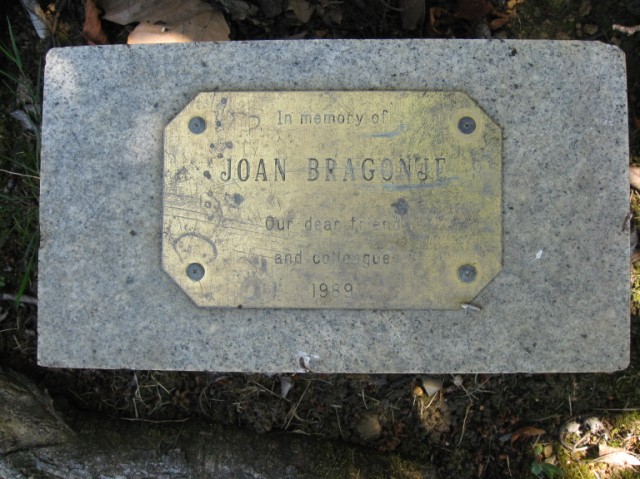 In memory of
JOAN BRAGONJE
Our dear friend
and colleague
1989